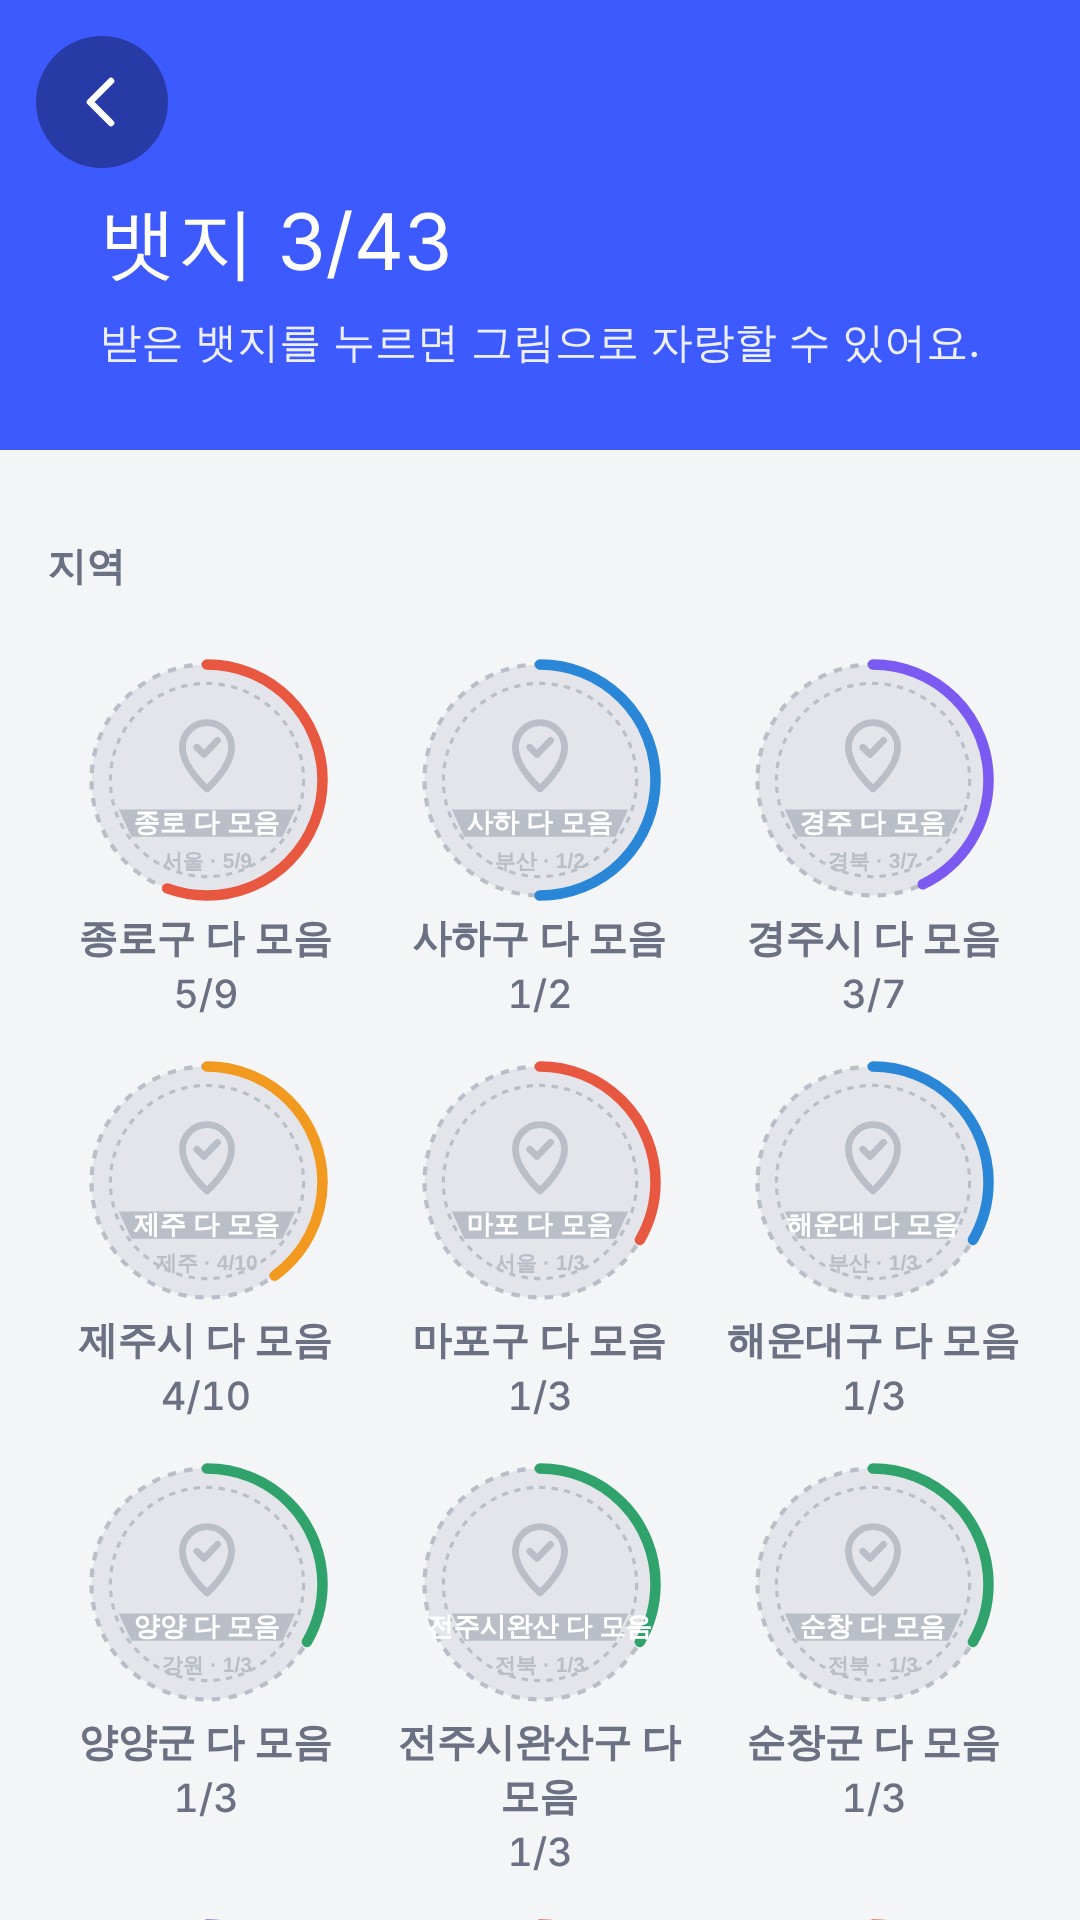 뱃지 3/43
받은 뱃지를 누르면 그림으로 자랑할 수 있어요.
지역
종로 다 모음
서울 · 5/9
종로구 다 모음
5/9
사하 다 모음
부산 · 1/2
사하구 다 모음
1/2
경주 다 모음
경북 · 3/7
경주시 다 모음
3/7
제주 다 모음
제주 · 4/10
제주시 다 모음
4/10
마포 다 모음
서울 · 1/3
마포구 다 모음
1/3
해운대 다 모음
부산 · 1/3
해운대구 다 모음
1/3
양양 다 모음
강원 · 1/3
양양군 다 모음
1/3
전주시완산 다 모음
전북 · 1/3
전주시완산구 다
모음
1/3
순창 다 모음
전북 · 1/3
순창군 다 모음
1/3